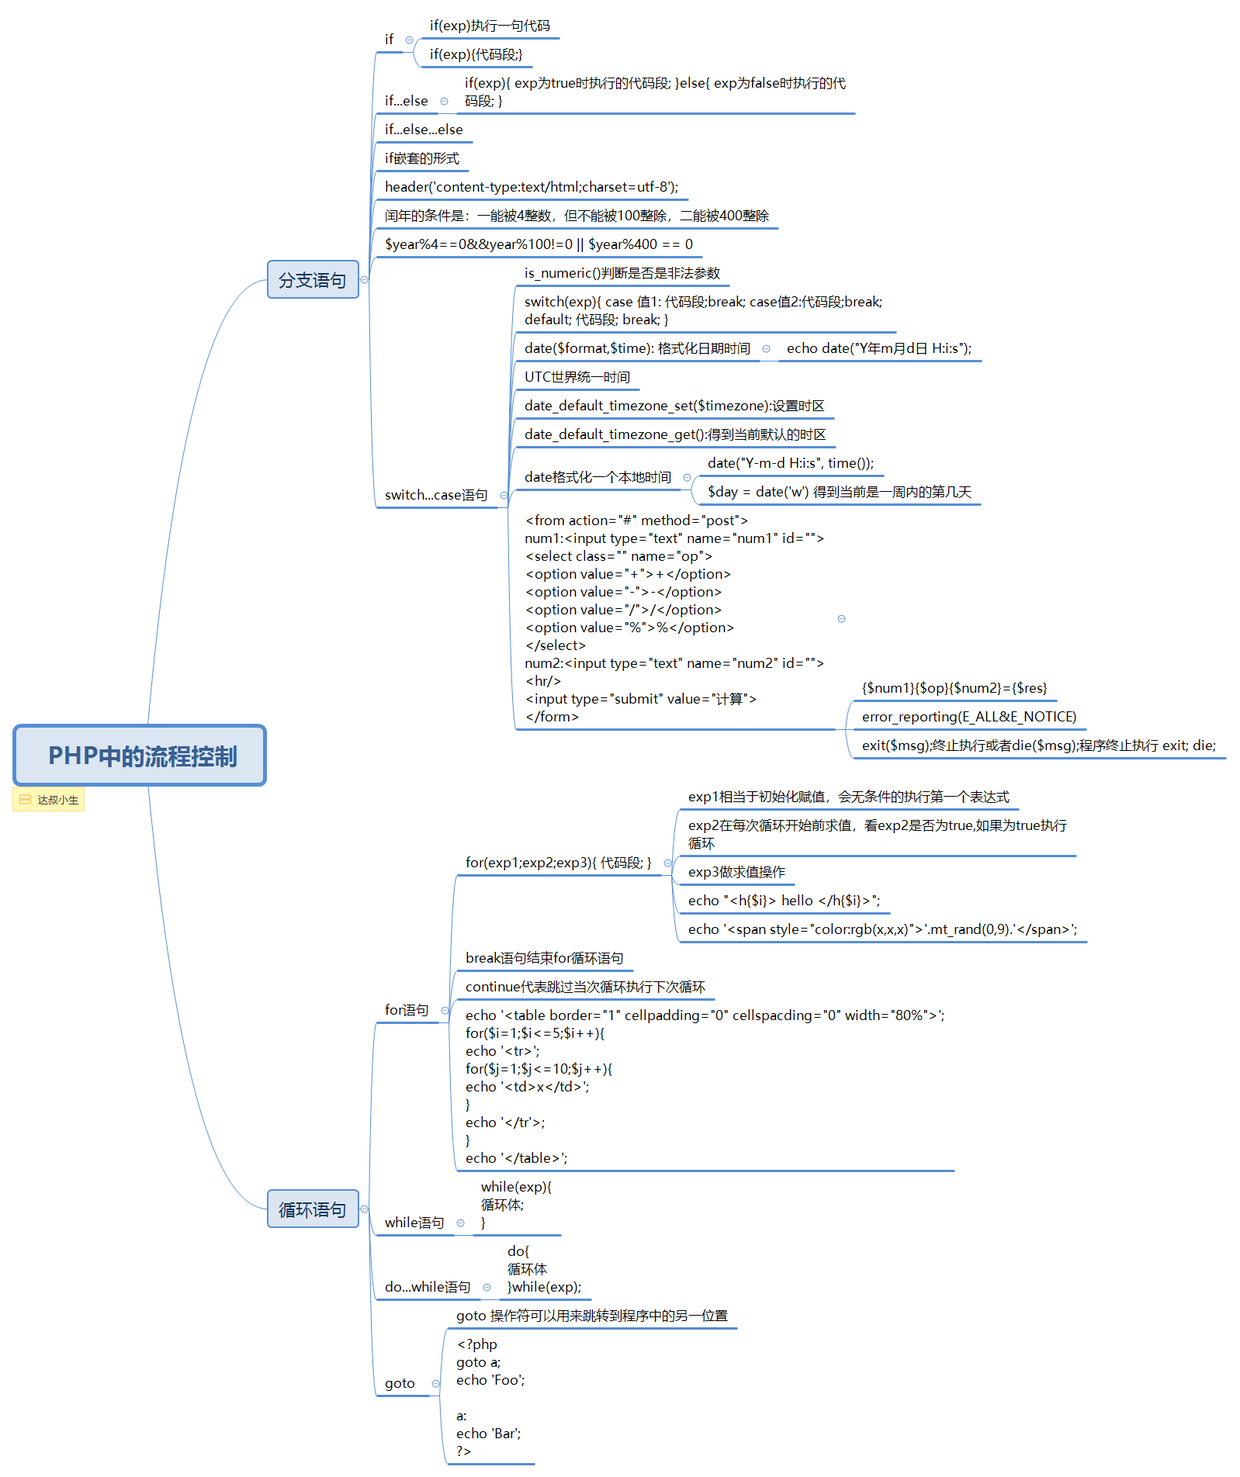 PHP中的流程控制
达叔小生
分支语句
if
if(exp)执行一句代码
if(exp){代码段;}
if...else
if(exp){ exp为true时执行的代码段; }else{ exp为false时执行的代
码段; }
if...else...else
if嵌套的形式
header('content-type:text/html;charset=utf-8');
闰年的条件是：一能被4整数，但不能被100整除，二能被400整除
$year%4==0&&year%100!=0 || $year%400 == 0
switch...case语句
is_numeric()判断是否是非法参数
switch(exp){ case 值1: 代码段;break; case值2:代码段;break;
default; 代码段; break; }
date($format,$time): 格式化日期时间
echo date("Y年m月d日 H:i:s");
UTC世界统一时间
date_default_timezone_set($timezone):设置时区
date_default_timezone_get():得到当前默认的时区
date格式化一个本地时间
date("Y-m-d H:i:s", time());
$day = date('w') 得到当前是一周内的第几天
<from action="#" method="post">
num1:<input type="text" name="num1" id="">
<select class="" name="op">
<option value="+">+</option>
<option value="-">-</option>
<option value="/">/</option>
<option value="%">%</option>
</select>
num2:<input type="text" name="num2" id="">
<hr/>
<input type="submit" value="计算">
</form>
{$num1}{$op}{$num2}={$res}
error_reporting(E_ALL&E_NOTICE)
exit($msg);终止执行或者die($msg);程序终止执行 exit; die;
循环语句
for语句
for(exp1;exp2;exp3){ 代码段; }
exp1相当于初始化赋值，会无条件的执行第一个表达式
exp2在每次循环开始前求值，看exp2是否为true,如果为true执行
循环
exp3做求值操作
echo "<h{$i}> hello </h{$i}>";
echo '<span style="color:rgb(x,x,x)">'.mt_rand(0,9).'</span>';
break语句结束for循环语句
continue代表跳过当次循环执行下次循环
echo '<table border="1" cellpadding="0" cellspacding="0" width="80%">';
for($i=1;$i<=5;$i++){
echo '<tr>';
for($j=1;$j<=10;$j++){
echo '<td>x</td>';
}
echo '</tr'>;
}
echo '</table>';
while语句
while(exp){
循环体;
}
do...while语句
do{
循环体
}while(exp);
goto
goto 操作符可以用来跳转到程序中的另一位置
<?php
goto a;
echo 'Foo';
a:
echo 'Bar';
?>